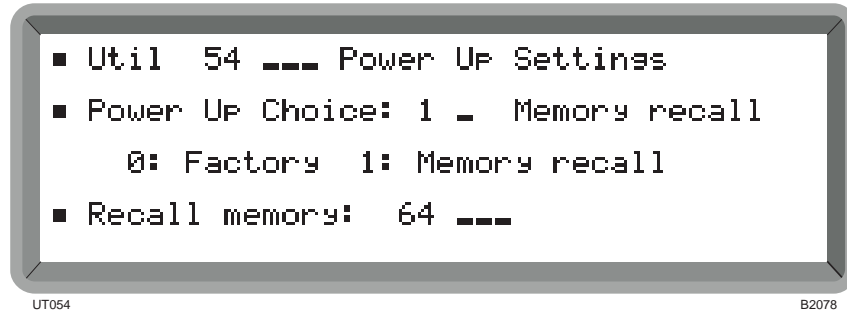 ▪ Util 54 ___ Power Up Settings
▪ Power Up Choice: 1 _ Memory recall
0: Factory 1: Memory recall
▪ Recall memory: 64 ___
UT054
B2078